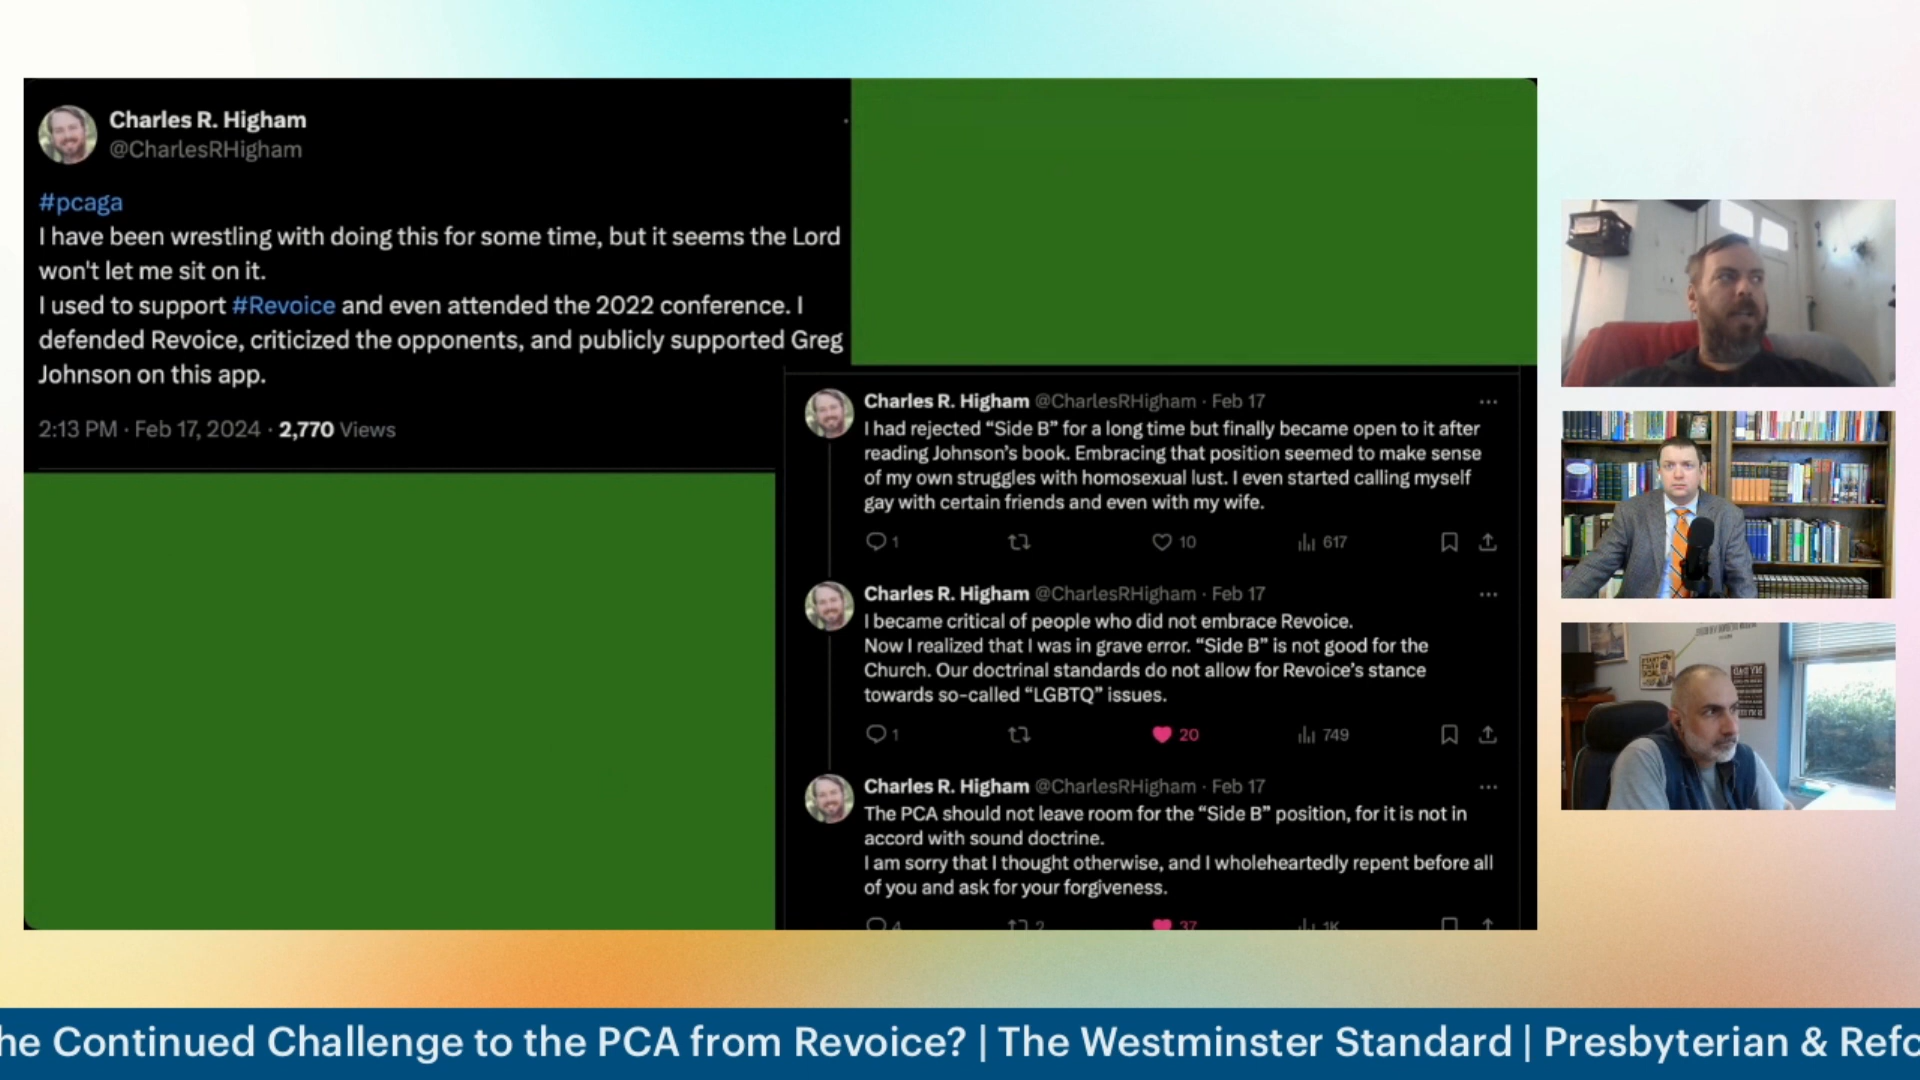 Charles R. Higham
@CharlesRHigham
#pcaga
I have been wrestling with doing this for some time, but it seems the Lord
won't let me sit on it.
I used to support #Revoice and even attended the 2022 conference. I
defended Revoice, criticized the opponents, and publicly supported Greg
Johnson on this app.
2:13 PM · Feb 17, 2024 · 2,770 Views
Charles R. Higham @CharlesRHigham · Feb 17
I had rejected “Side B” for a long time but finally became open to it after
reading Johnson’s book. Embracing that position seemed to make sense
of my own struggles with homosexual lust. I even started calling myself
gay with certain friends and even with my wife.
1 10 617
Charles R. Higham @CharlesRHigham · Feb 17
I became critical of people who did not embrace Revoice.
Now I realized that I was in grave error. “Side B” is not good for the
Church. Our doctrinal standards do not allow for Revoice’s stance
towards so-called “LGBTQ” issues.
1 20 749
Charles R. Higham @CharlesRHigham · Feb 17
The PCA should not leave room for the “Side B” position, for it is not in
accord with sound doctrine.
I am sorry that I thought otherwise, and I wholeheartedly repent before all
of you and ask for your forgiveness.
4 2 37 1K
he Continued Challenge to the PCA from Revoice? | The Westminster Standard | Presbyterian & Refo